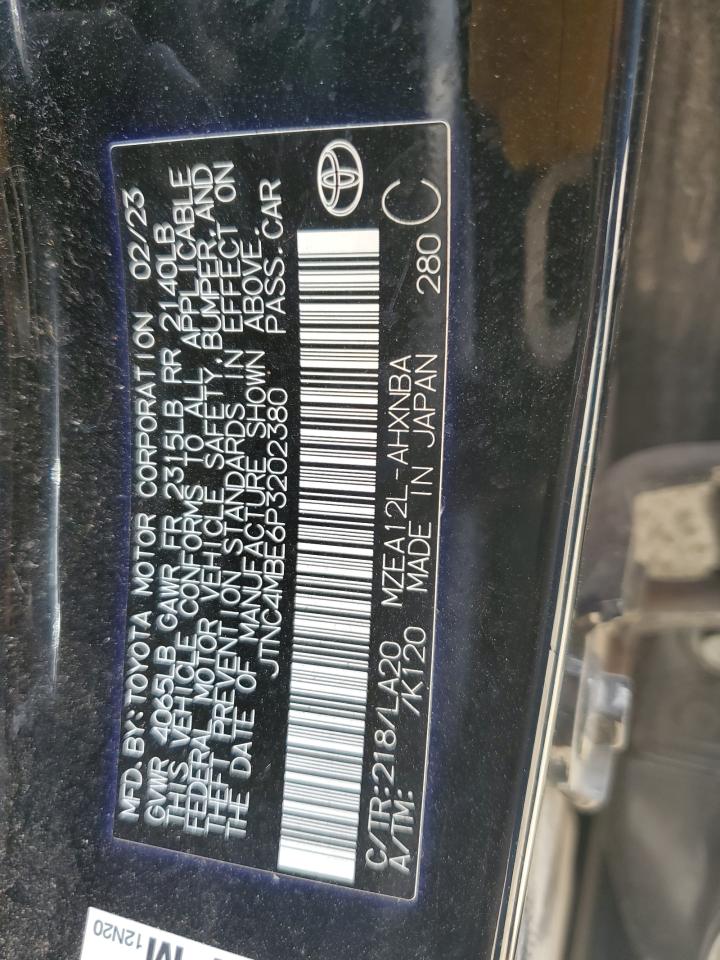 MFD. BY: TOYOTA MOTOR CORPORATION 02/23
GVWR 4065LB GAWR FR 2315LB RR 2140LB
THIS VEHICLE CONFORMS TO ALL APPLICABLE
FEDERAL MOTOR VEHICLE SAFETY, BUMPER, AND
THEFT PREVENTION STANDARDS IN EFFECT ON
THE DATE OF MANUFACTURE SHOWN ABOVE.
JTNC4MBE6P3202380 PASS. CAR
C/TR:218/LA20 MZEA12L-AHXNBA
A/TM: /K120 MADE IN JAPAN 280 C
M 12N20